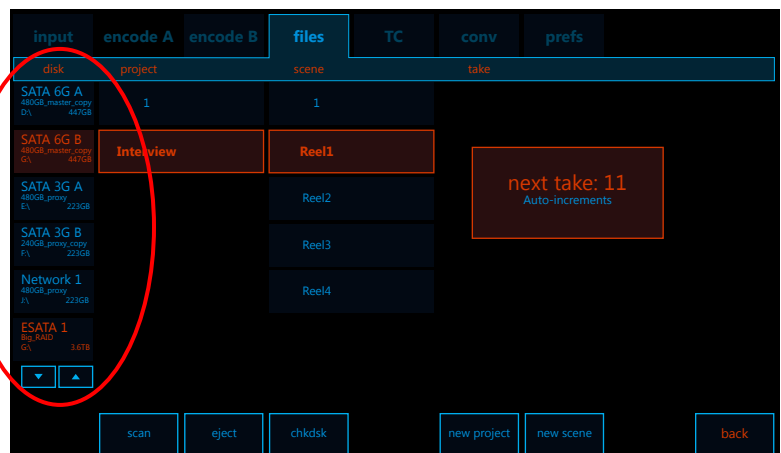 input encode A encode B files TC conv prefs
disk project scene take
SATA 6G A
480GB_master_copy
D:\ 447GB
1 1
SATA 6G B
480GB_master_copy
G:\ 447GB
Interview Reel1
next take: 11
Auto-increments
SATA 3G A
480GB_proxy
E:\ 223GB
Reel2
SATA 3G B
240GB_proxy_copy
F:\ 223GB
Reel3
Network 1
480GB_proxy
J:\ 223GB
Reel4
ESATA 1
Big_RAID
G:\ 3.6TB
scan eject chkdsk new project new scene back